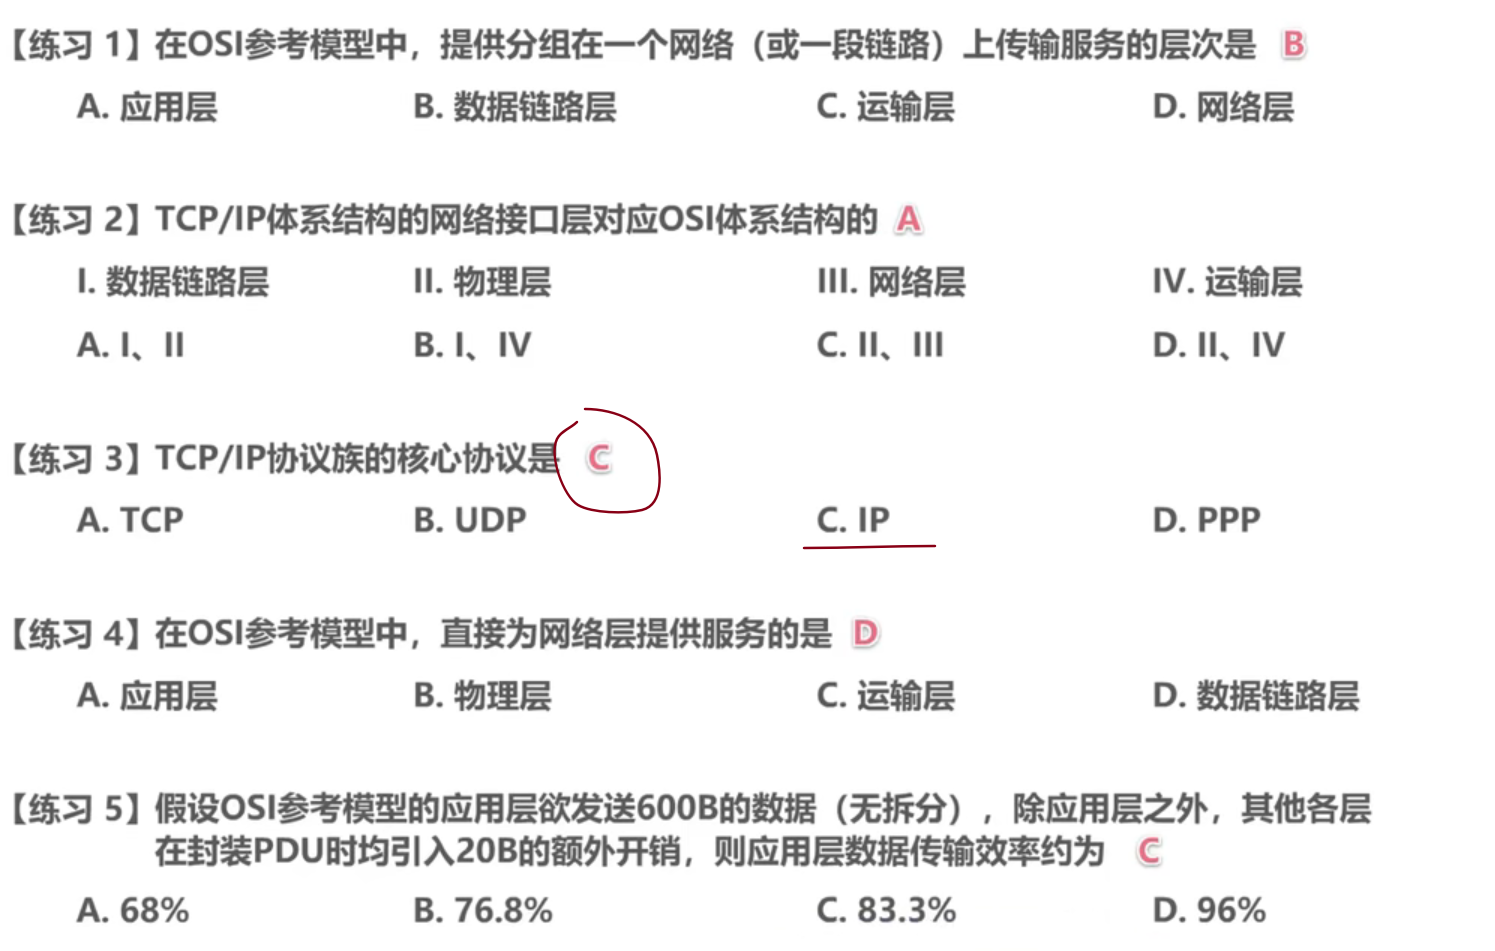 【练习 1】在OSI参考模型中，提供分组在一个网络（或一段链路）上传输服务的层次是 B
A. 应用层 B. 数据链路层 C. 运输层 D. 网络层
【练习 2】TCP/IP体系结构的网络接口层对应OSI体系结构的 A
I. 数据链路层 II. 物理层 III. 网络层 IV. 运输层
A. I、II B. I、IV C. II、III D. II、IV
【练习 3】TCP/IP协议族的核心协议是 C
A. TCP B. UDP C. IP D. PPP
【练习 4】在OSI参考模型中，直接为网络层提供服务的是 D
A. 应用层 B. 物理层 C. 运输层 D. 数据链路层
【练习 5】假设OSI参考模型的应用层欲发送600B的数据（无拆分），除应用层之外，其他各层
在封装PDU时均引入20B的额外开销，则应用层数据传输效率约为 C
A. 68% B. 76.8% C. 83.3% D. 96%